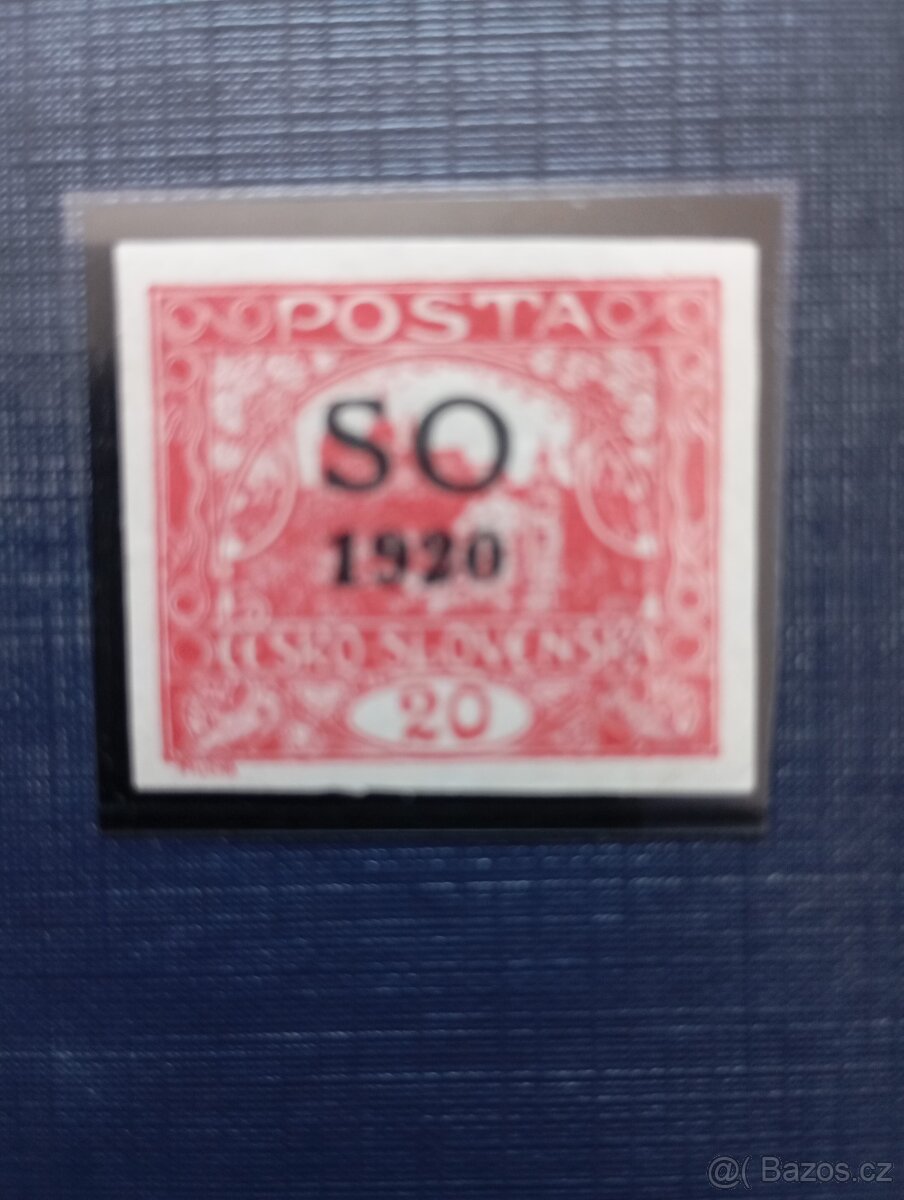 POSTA
SO
1920
ČESKO SLOVENSKÁ
20
@( Bazos.cz